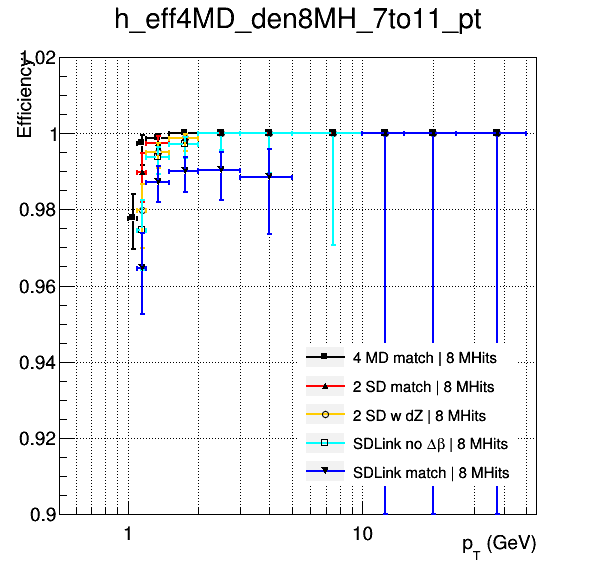 h_eff4MD_den8MH_7to11_pt
Efficiency
1.02
1
0.98
0.96
0.94
0.92
0.9
4 MD match | 8 MHits
2 SD match | 8 MHits
2 SD w dZ | 8 MHits
SDLink no Δβ | 8 MHits
SDLink match | 8 MHits
1
10
p_T (GeV)